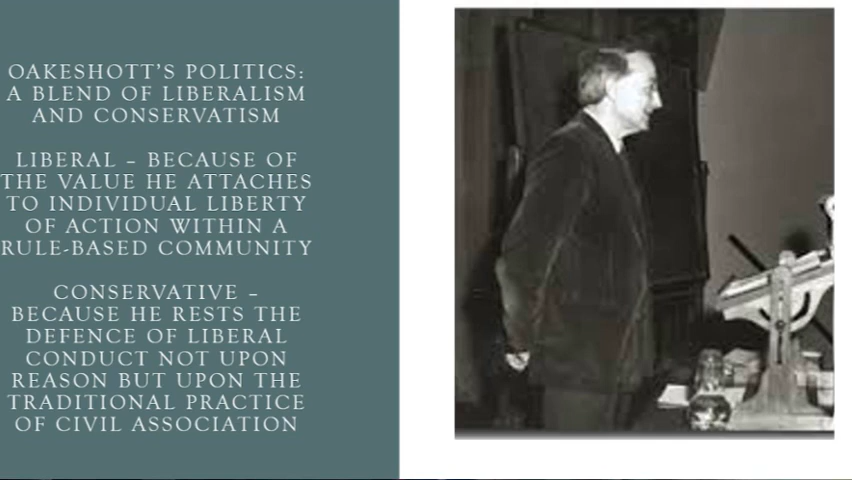 OAKESHOTT'S POLITICS:
A BLEND OF LIBERALISM
AND CONSERVATISM
LIBERAL – BECAUSE OF
THE VALUE HE ATTACHES
TO INDIVIDUAL LIBERTY
OF ACTION WITHIN A
RULE-BASED COMMUNITY
CONSERVATIVE –
BECAUSE HE RESTS THE
DEFENCE OF LIBERAL
CONDUCT NOT UPON
REASON BUT UPON THE
TRADITIONAL PRACTICE
OF CIVIL ASSOCIATION